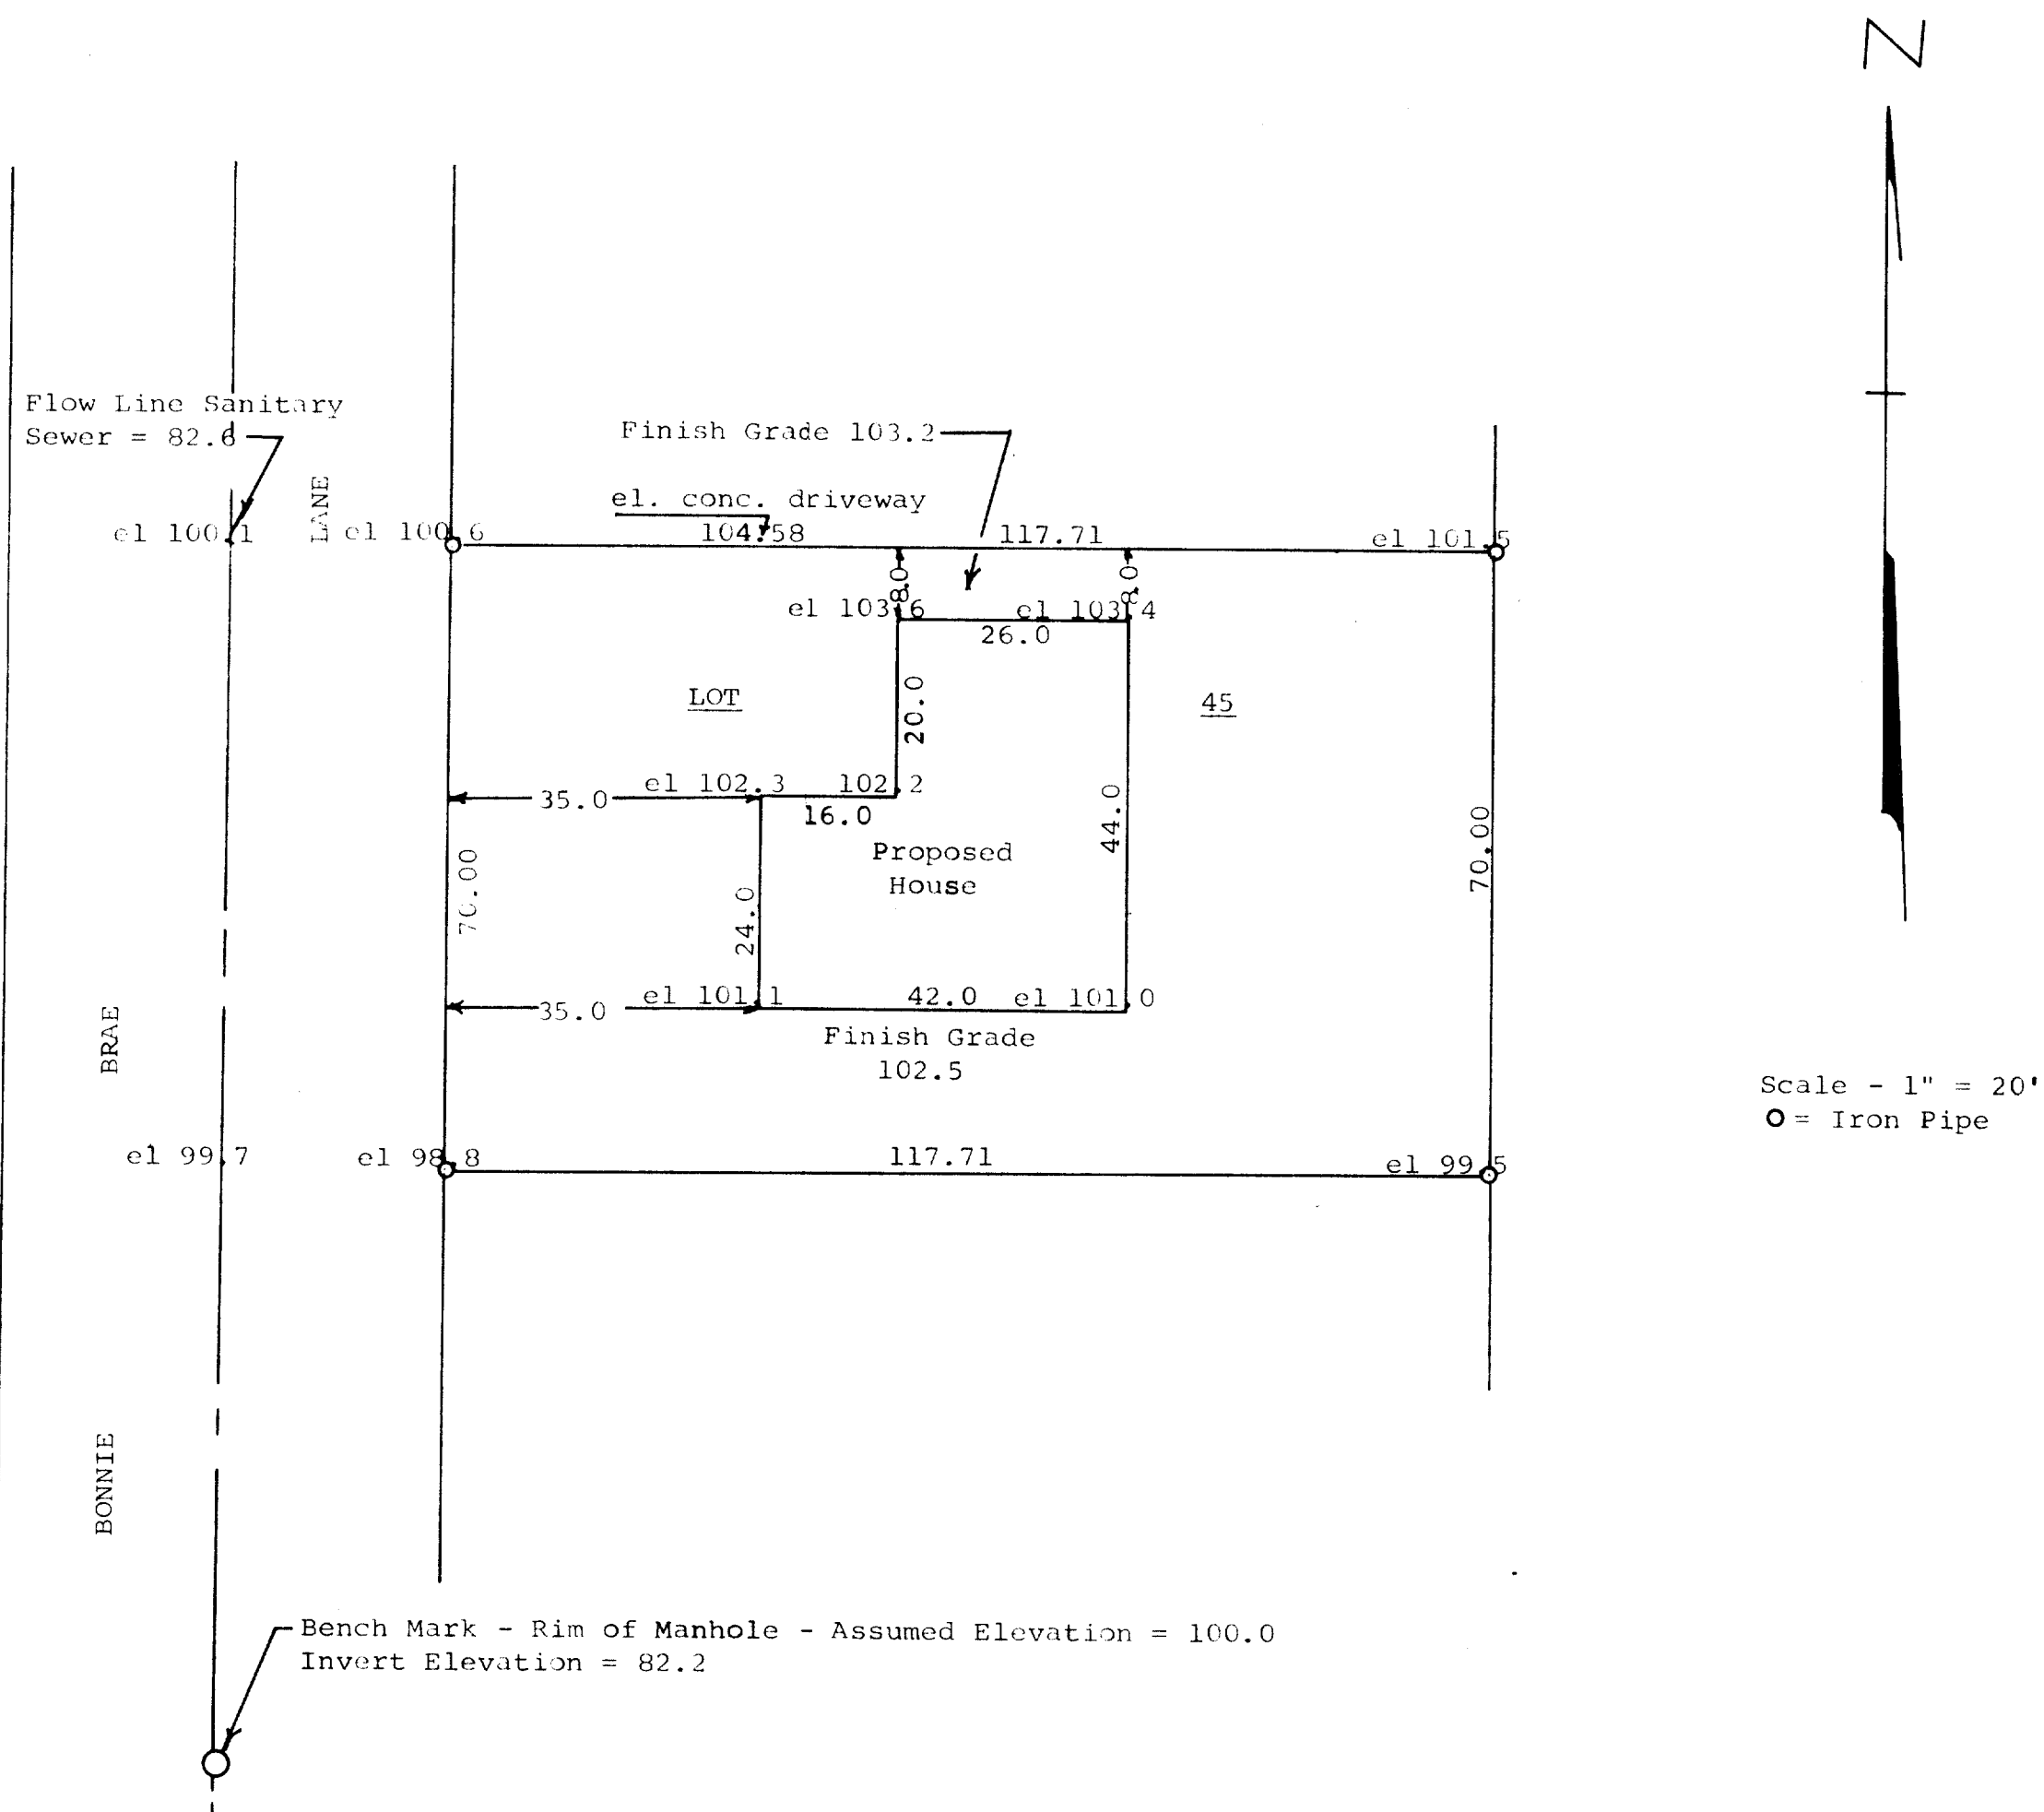 N
Flow Line Sanitary
Sewer = 82.6
Finish Grade 103.2
el. conc. driveway
104.58
117.71
el 100.1
LANE
el 100.6
el 101.5
8.0
8.0
el 103.6
el 103.4
26.0
LOT
45
20.0
el 102.3
102.2
35.0
16.0
44.0
70.00
70.00
Proposed
House
24.0
el 101.1
42.0
el 101.0
35.0
Finish Grade
102.5
BRAE
Scale - 1" = 20'
O = Iron Pipe
el 99.7
el 98.8
117.71
el 99.5
BONNIE
Bench Mark - Rim of Manhole - Assumed Elevation = 100.0
Invert Elevation = 82.2